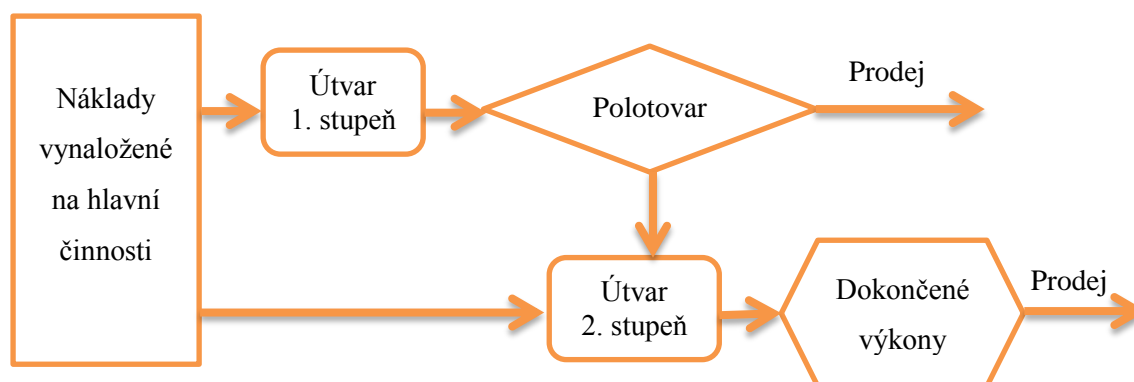 Náklady
vynaložené
na hlavní
činnosti
Útvar
1. stupeň
Polotovar
Prodej
Útvar
2. stupeň
Dokončené
výkony
Prodej